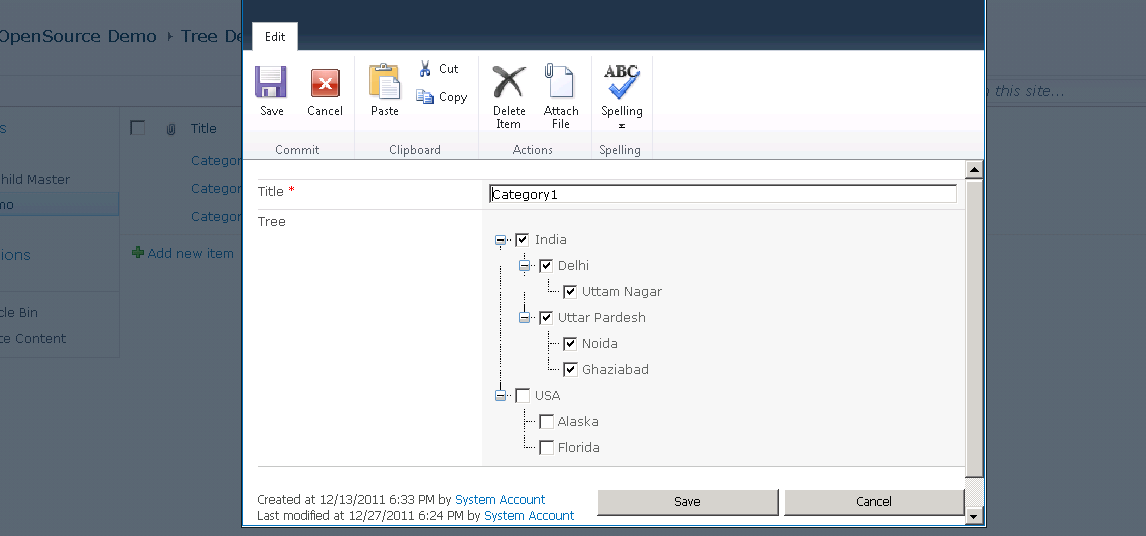 OpenSource Demo ▸ Tree De
Edit
Save
Cancel
Paste
Cut
Copy
Delete Item
Attach File
ABC
Spelling
Commit
Clipboard
Actions
Spelling
this site...
s
Title
Categor
hild Master
Categor
mo
Categor
ions
Add new item
cle Bin
te Content
Title *
Category1
Tree
India
Delhi
Uttam Nagar
Uttar Pardesh
Noida
Ghaziabad
USA
Alaska
Florida
Created at 12/13/2011 6:33 PM by System Account
Last modified at 12/27/2011 6:24 PM by System Account
Save
Cancel